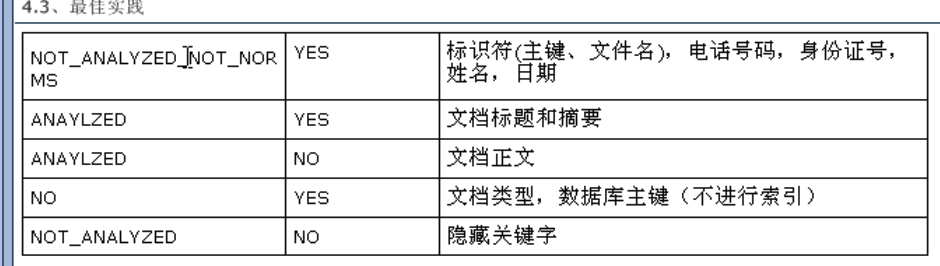 4.3、最佳实践
NOT_ANALYZED_NOT_NOR YES 标识符(主键、文件名)，电话号码，身份证号，
MS 姓名，日期
ANAYLZED YES 文档标题和摘要
ANAYLZED NO 文档正文
NO YES 文档类型，数据库主键（不进行索引）
NOT_ANALYZED NO 隐藏关键字